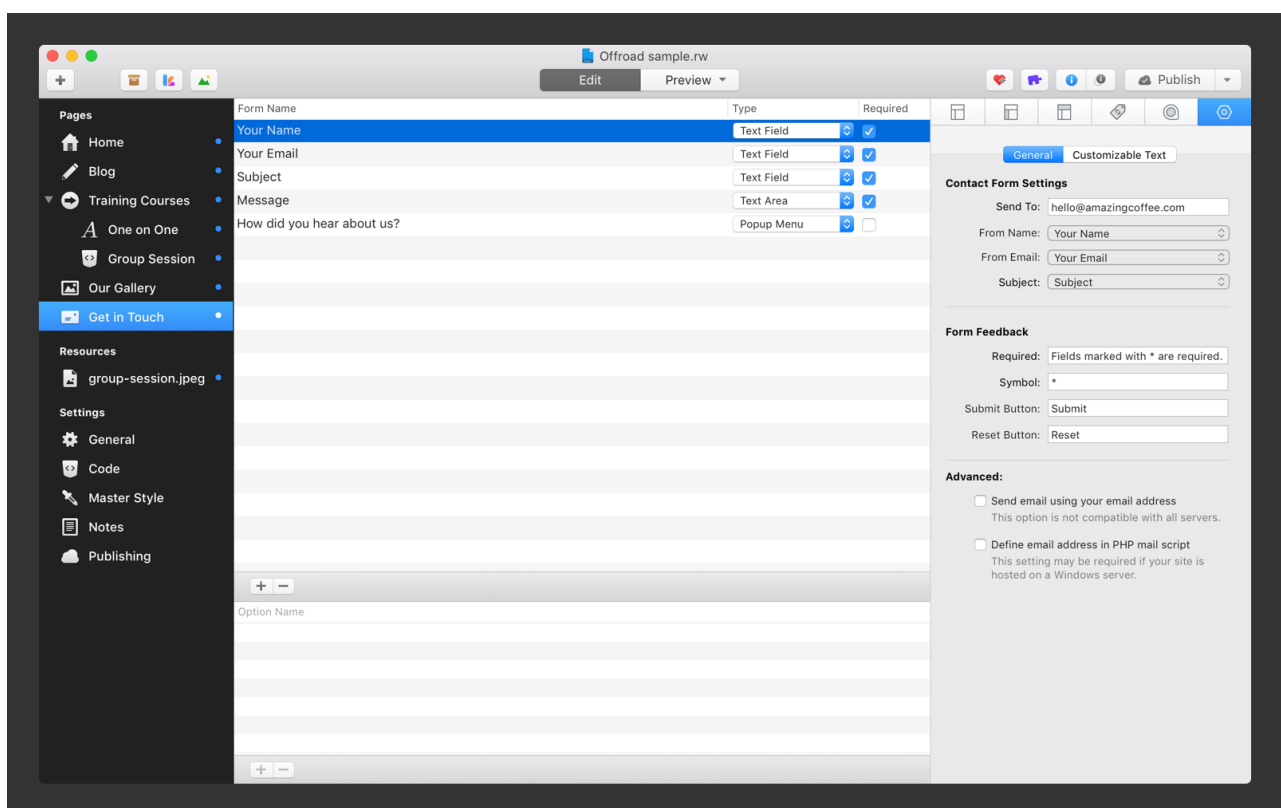 Offroad sample.rw
Edit Preview Publish
Pages
Home
Blog
Training Courses
One on One
Group Session
Our Gallery
Get in Touch
Resources
group-session.jpeg
Settings
General
Code
Master Style
Notes
Publishing
Form Name Type Required
Your Name Text Field
Your Email Text Field
Subject Text Field
Message Text Area
How did you hear about us? Popup Menu
Option Name
General Customizable Text
Contact Form Settings
Send To: hello@amazingcoffee.com
From Name: Your Name
From Email: Your Email
Subject: Subject
Form Feedback
Required: Fields marked with * are required.
Symbol: *
Submit Button: Submit
Reset Button: Reset
Advanced:
Send email using your email address
This option is not compatible with all servers.
Define email address in PHP mail script
This setting may be required if your site is
hosted on a Windows server.